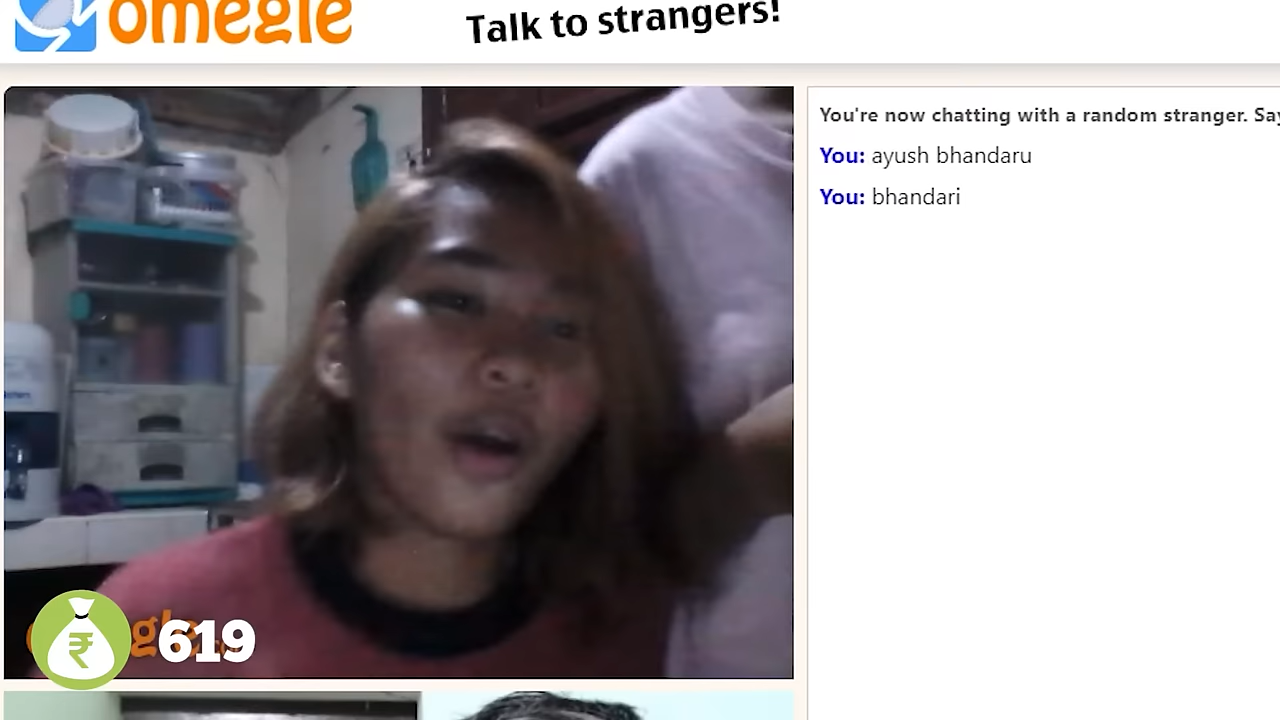 omegle
Talk to strangers!
You're now chatting with a random stranger. Say
You: ayush bhandaru
You: bhandari
₹ 619